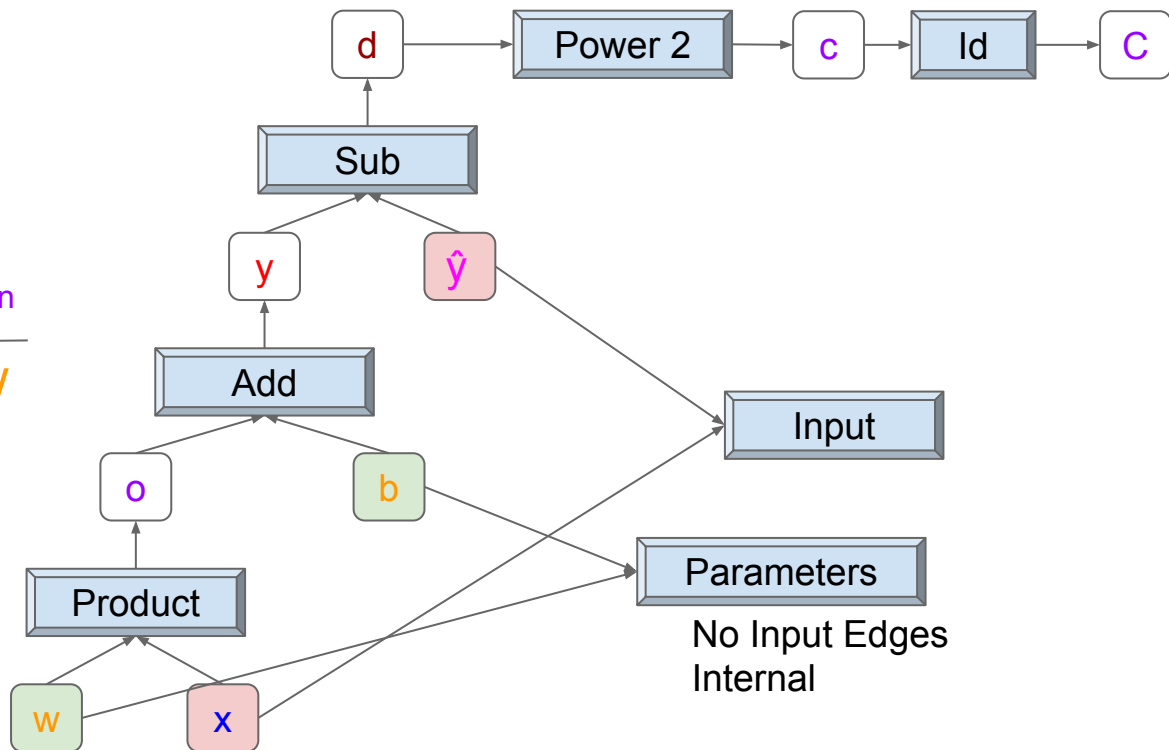 d
Power 2
c
Id
C
Sub
y
ŷ
n
Add
Input
o
b
Parameters
Product
No Input Edges
Internal
w
x